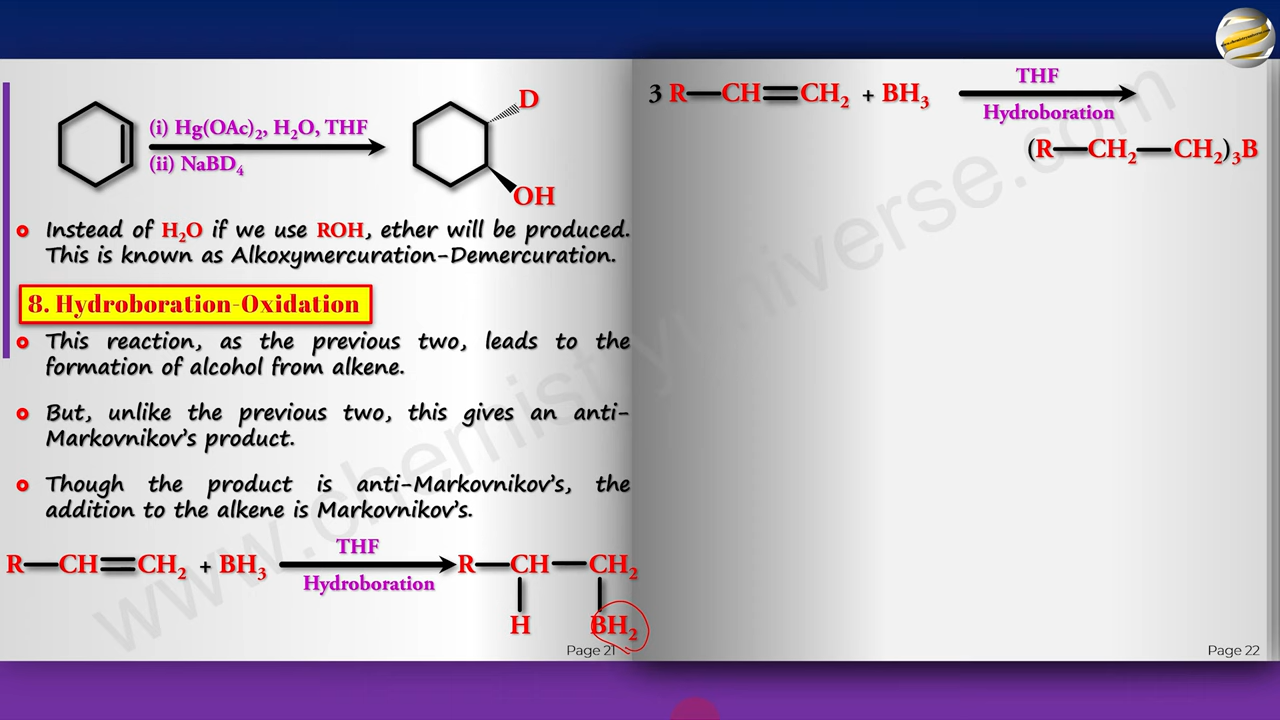 D
(i) Hg(OAc)₂, H₂O, THF
(ii) NaBD₄
OH
Instead of H₂O if we use ROH, ether will be produced.
This is known as Alkoxymercuration-Demercuration.
8. Hydroboration-Oxidation
This reaction, as the previous two, leads to the
formation of alcohol from alkene.
But, unlike the previous two, this gives an anti-
Markovnikov's product.
Though the product is anti-Markovnikov's, the
addition to the alkene is Markovnikov's.
THF
R—CH=CH₂ + BH₃ R—CH—CH₂
Hydroboration
H BH₂
Page 21
THF
3 R—CH=CH₂ + BH₃
Hydroboration
(R—CH₂—CH₂)₃B
Page 22
www.chemistryuniverse.com